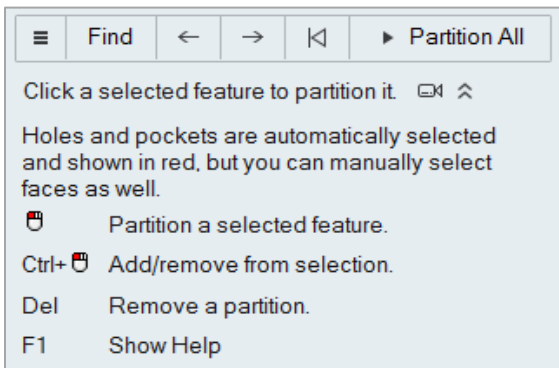 Find Partition All
Click a selected feature to partition it.
Holes and pockets are automatically selected
and shown in red, but you can manually select
faces as well.
Partition a selected feature.
Ctrl+ Add/remove from selection.
Del Remove a partition.
F1 Show Help